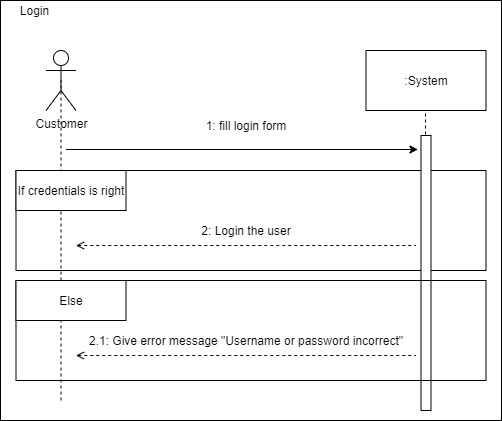 Login
:System
Customer
1: fill login form
If credentials is right
2: Login the user
Else
2.1: Give error message "Username or password incorrect"